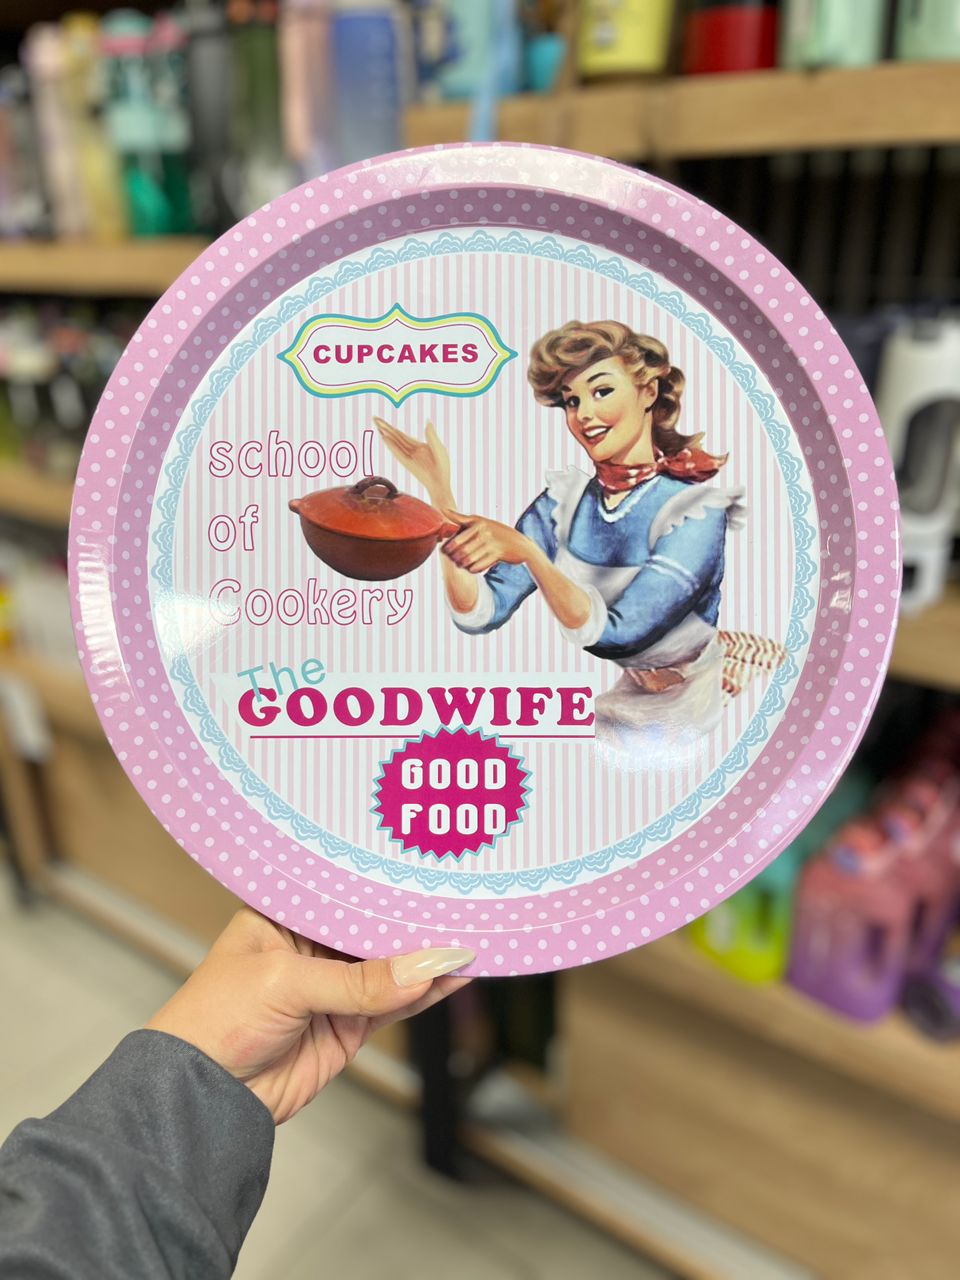 CUPCAKES
school
of
Cookery
The
GOODWIFE
GOOD
FOOD